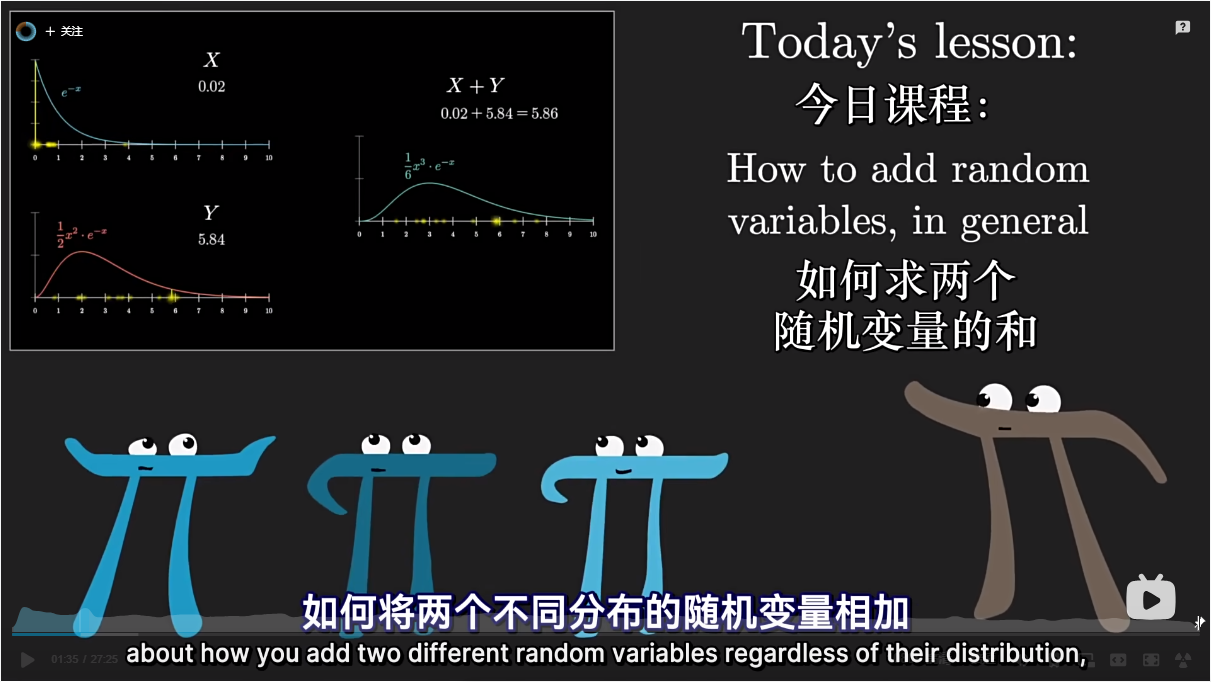 + 关注
X
0.02
e^{-x}
0 1 2 3 4 5 6 7 8 9 10
Y
5.84
\frac{1}{2}x^2 · e^{-x}
0 1 2 3 4 5 6 7 8 9 10
X + Y
0.02 + 5.84 = 5.86
\frac{1}{6}x^3 · e^{-x}
0 1 2 3 4 5 6 7 8 9 10
Today's lesson:
今日课程：
How to add random
variables, in general
如何求两个
随机变量的和
?
如何将两个不同分布的随机变量相加
01:35 / 27:25
about how you add two different random variables regardless of their distribution,